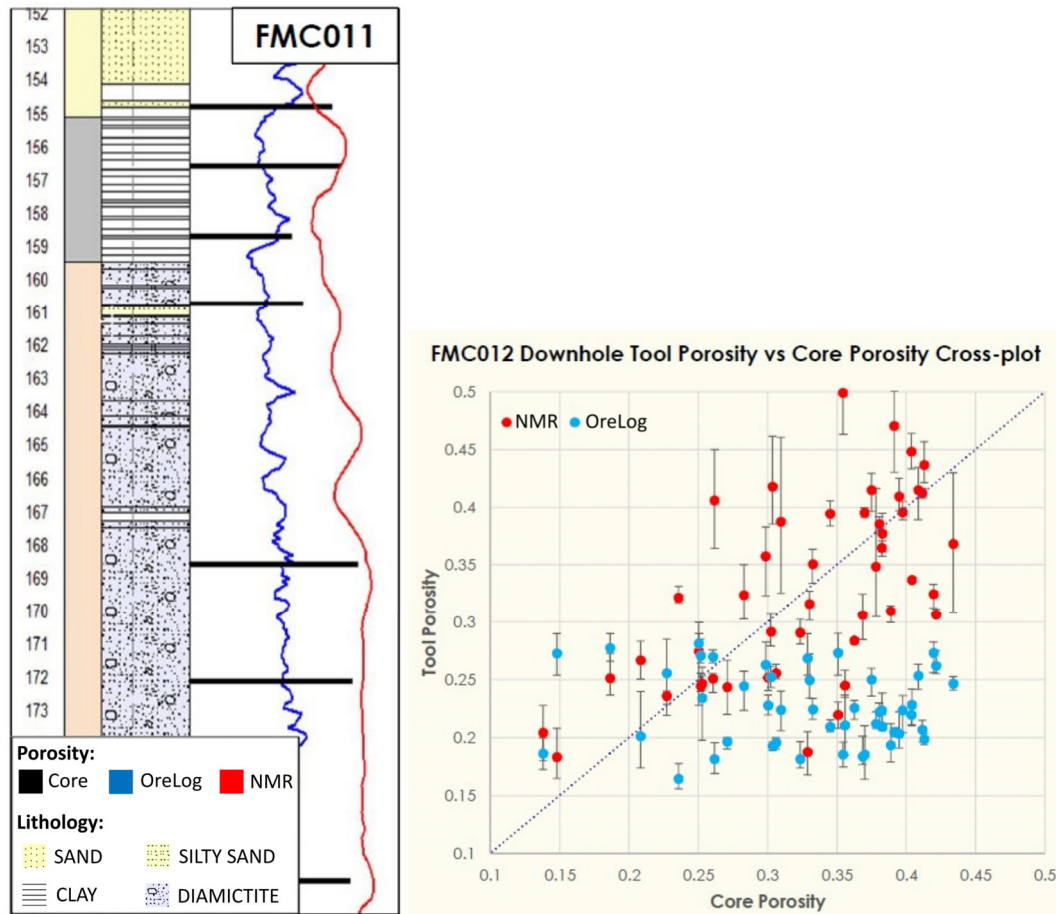 FMC011
152
153
154
155
156
157
158
159
160
161
162
163
164
165
166
167
168
169
170
171
172
173
Porosity:
Core OreLog NMR
Lithology:
SAND SILTY SAND
CLAY DIAMICTITE
FMC012 Downhole Tool Porosity vs Core Porosity Cross-plot
NMR OreLog
Tool Porosity
0.5
0.45
0.4
0.35
0.3
0.25
0.2
0.15
0.1
0.1 0.15 0.2 0.25 0.3 0.35 0.4 0.45 0.5
Core Porosity